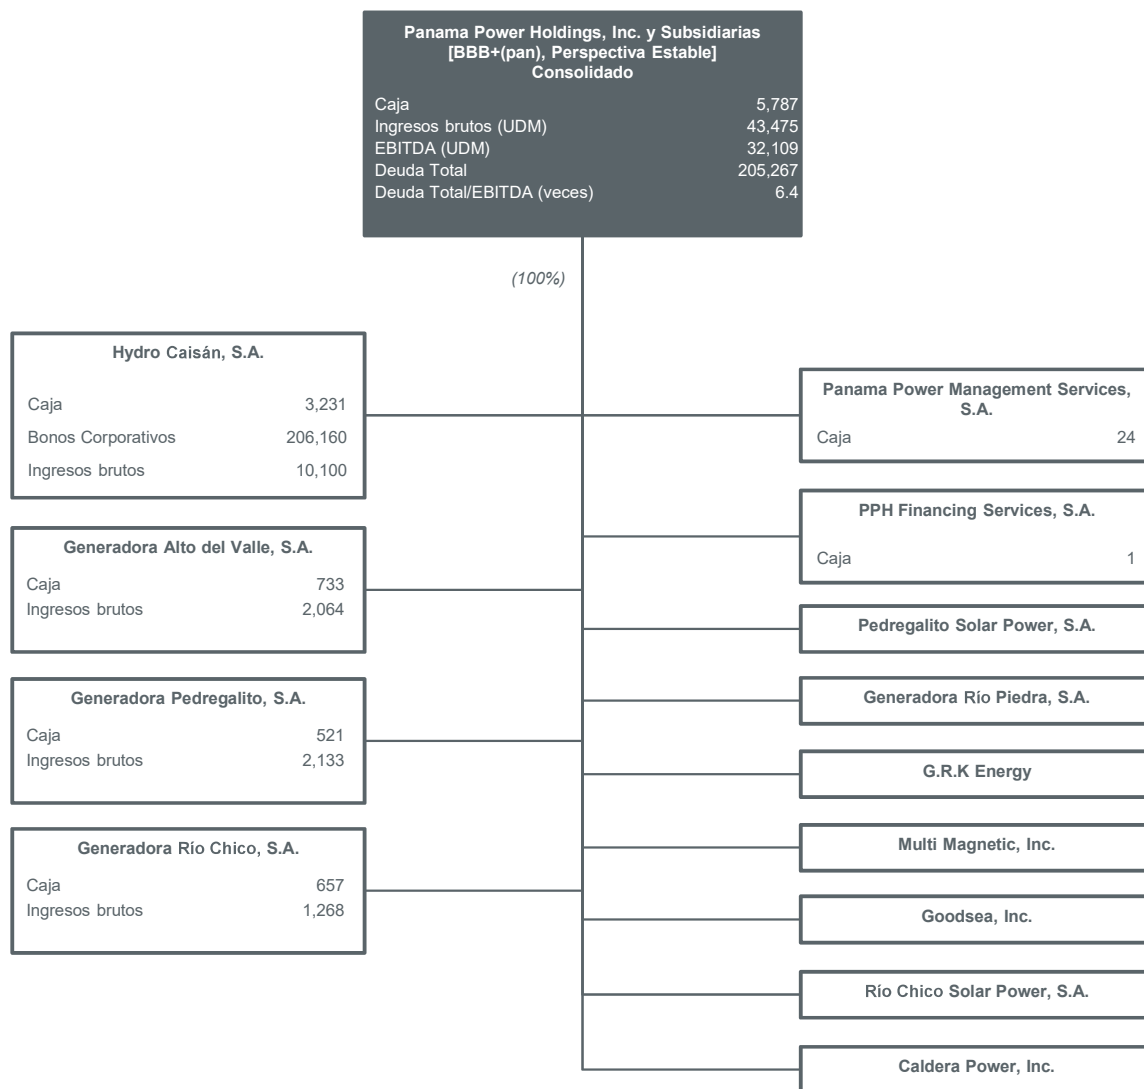 Panama Power Holdings, Inc. y Subsidiarias
[BBB+(pan), Perspectiva Estable]
Consolidado
Caja 5,787
Ingresos brutos (UDM) 43,475
EBITDA (UDM) 32,109
Deuda Total 205,267
Deuda Total/EBITDA (veces) 6.4
(100%)
Hydro Caisán, S.A.
Caja 3,231
Bonos Corporativos 206,160
Ingresos brutos 10,100
Generadora Alto del Valle, S.A.
Caja 733
Ingresos brutos 2,064
Generadora Pedregalito, S.A.
Caja 521
Ingresos brutos 2,133
Generadora Río Chico, S.A.
Caja 657
Ingresos brutos 1,268
Panama Power Management Services,
S.A.
Caja 24
PPH Financing Services, S.A.
Caja 1
Pedregalito Solar Power, S.A.
Generadora Río Piedra, S.A.
G.R.K Energy
Multi Magnetic, Inc.
Goodsea, Inc.
Río Chico Solar Power, S.A.
Caldera Power, Inc.